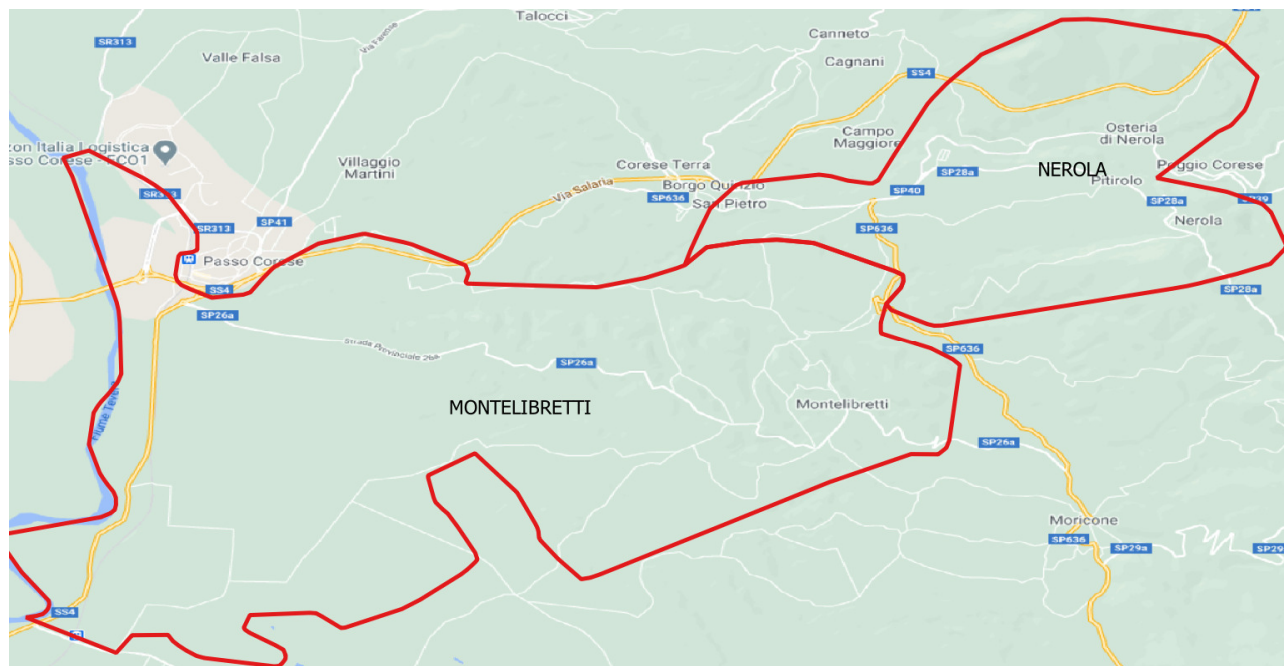 Talocci
SR313
Via Farense
Valle Falsa
Canneto
Cagnani
SS4
zon Italia Logistica
sso Corese - FCO1
Villaggio
Martini
Corese Terra
Campo
Maggiore
Osteria
di Nerola
NEROLA
SP28a
Poggio Corese
Pitirolo
SR313
Via Salaria
SP636
Borgo Quinzio
San Pietro
SP40
SP28a
SP39
Nerola
SR313
SP41
SP636
Passo Corese
SS4
SP26a
SP28a
Strada Provinciale 26a
SP26a
SP636
MONTELIBRETTI
Montelibretti
Fiume Tevere
SP26a
Moricone
SP636
SP29a
SP29
SS4